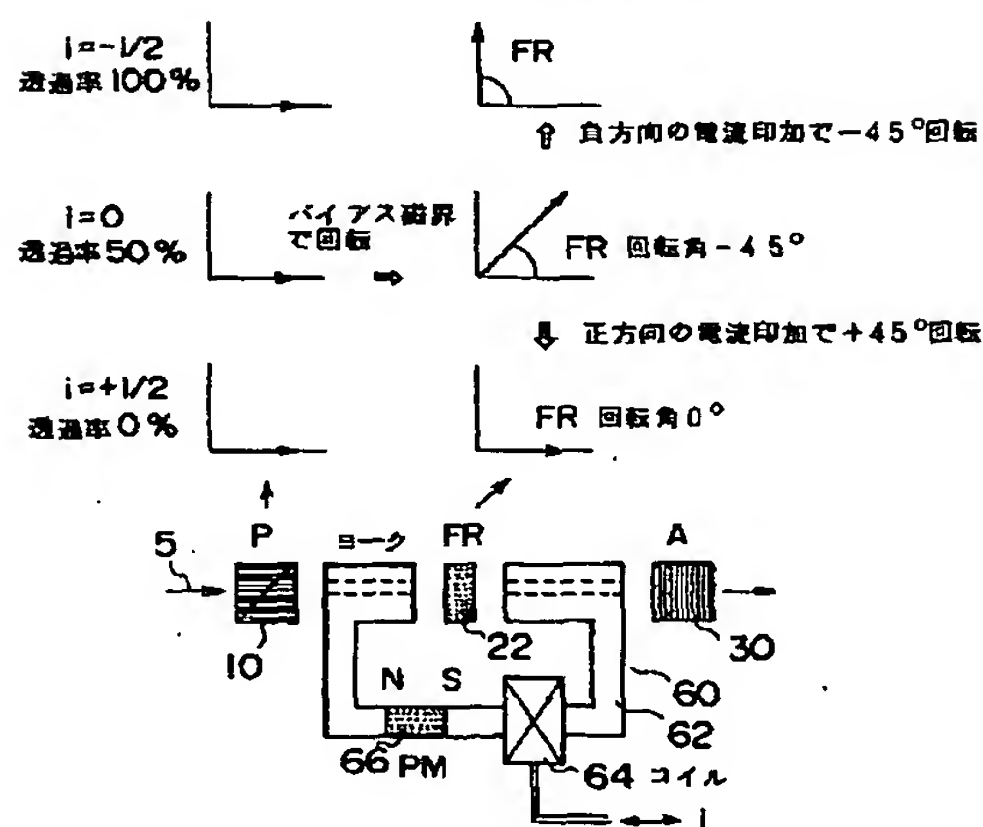 i=-1/2
透過率100%
FR
負方向の電流印加で-45°回転
i=0
透過率50%
バイアス磁界
で回転
FR 回転角-45°
正方向の電流印加で+45°回転
i=+1/2
透過率0%
FR 回転角0°
5
P
ヨーク
FR
A
10
22
30
N S
60
62
66 PM
64 コイル
i